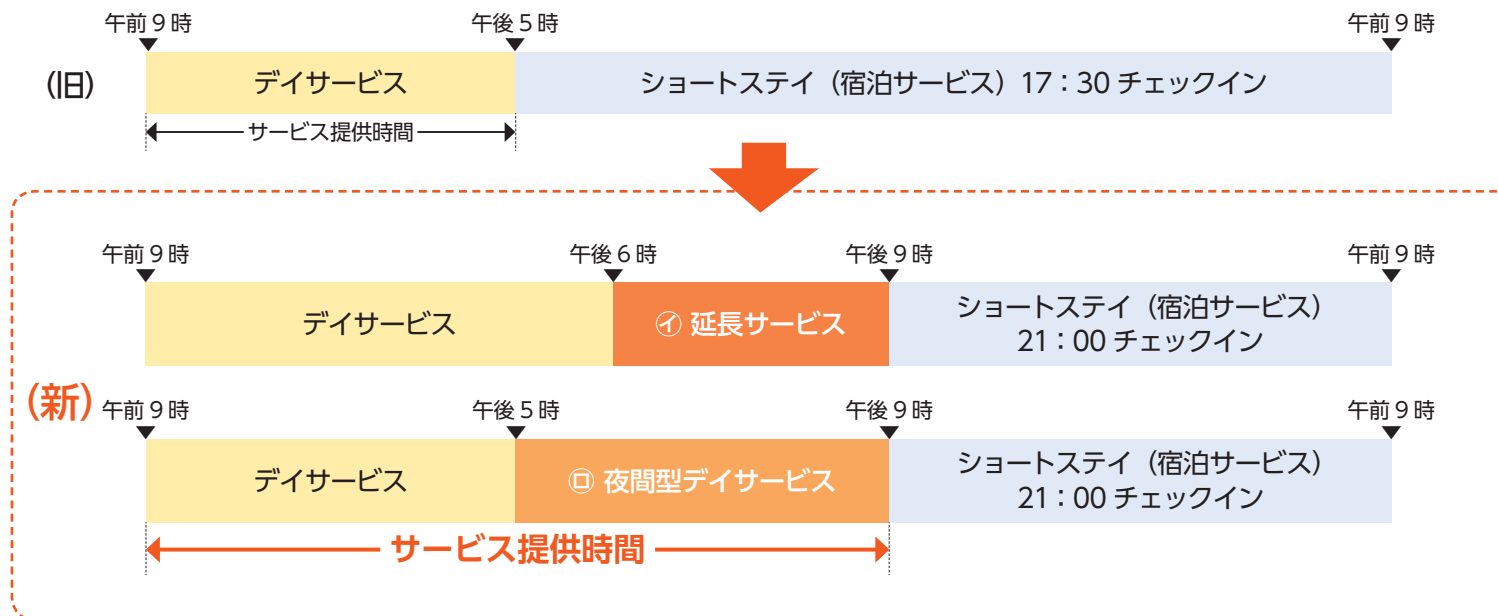 午前9時
午後5時
午前9時
(旧)
デイサービス
ショートステイ（宿泊サービス）17：30 チェックイン
サービス提供時間
午前9時
午後6時
午後9時
午前9時
デイサービス
㋑ 延長サービス
ショートステイ（宿泊サービス）
21：00 チェックイン
(新)
午前9時
午後5時
午後9時
午前9時
デイサービス
㋺ 夜間型デイサービス
ショートステイ（宿泊サービス）
21：00 チェックイン
サービス提供時間